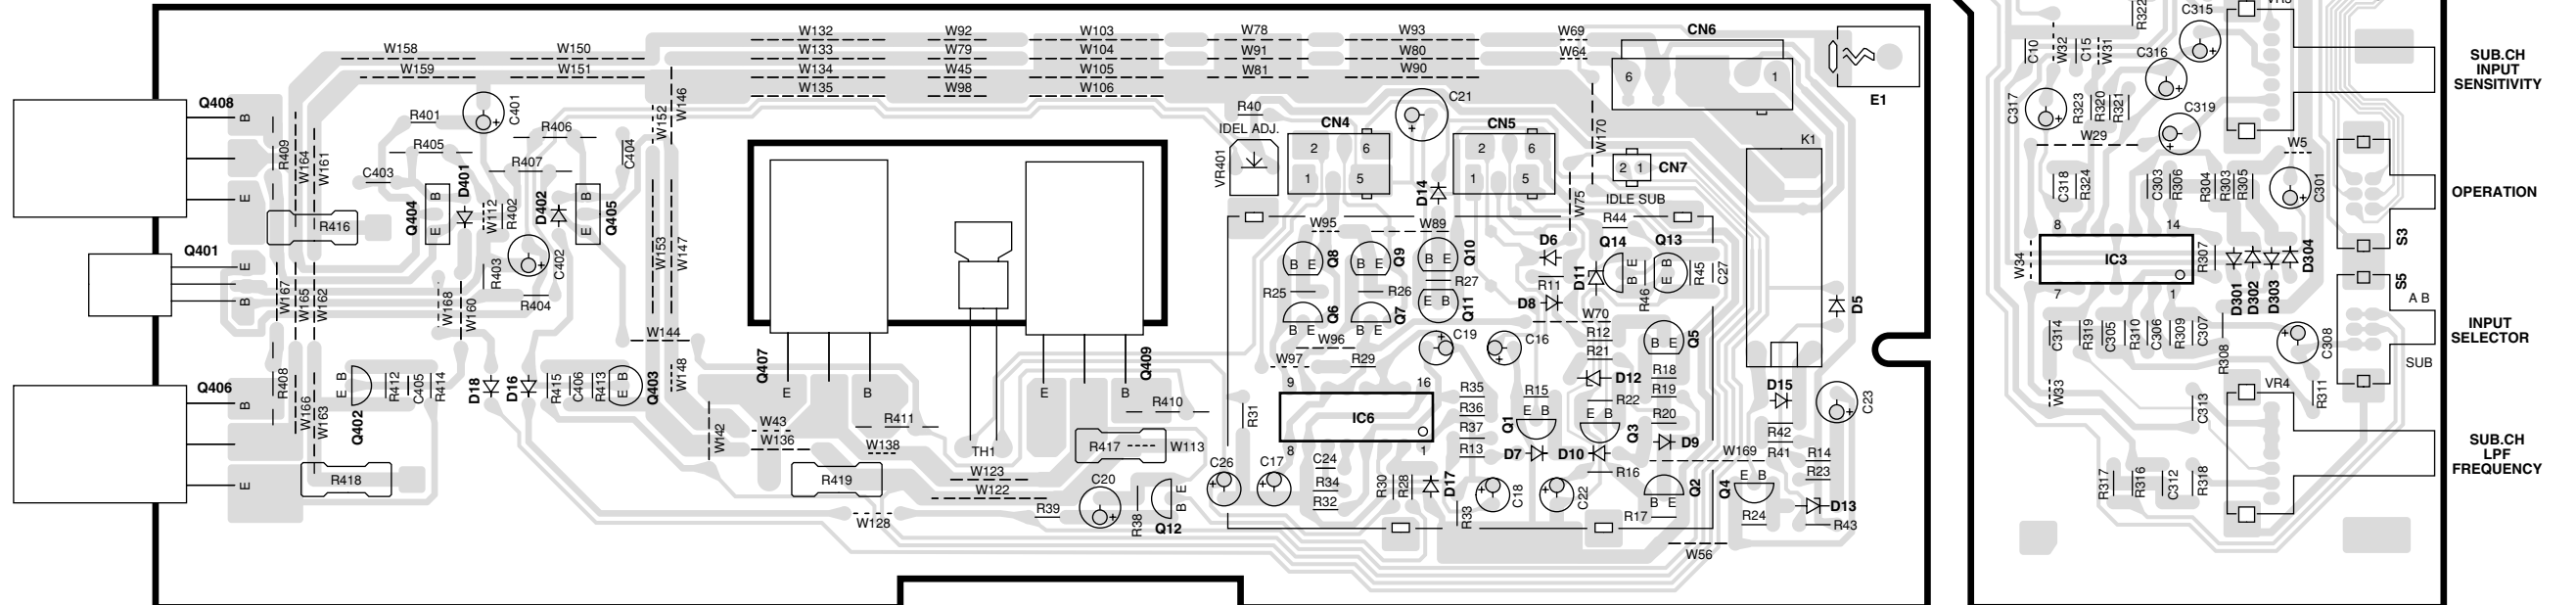 W158
W159
W150
W151
W132
W133
W134
W135
W92
W79
W45
W98
W103
W104
W105
W106
W78
W91
W81
W93
W80
W90
W69
W64
CN6
6
1
E1
Q408
B
E
R409
W164
W161
R401
C401
R405
R406
R407
C403
C404
Q404
B
E
D401
W112
R402
D402
Q405
B
E
R416
W152
W146
W153
W147
Q401
E
B
W167
W165
W162
W168
W160
R403
C402
R404
W144
W148
Q406
B
E
R408
W166
W163
Q402
E
B
R412
C405
R414
D18
D16
R415
C406
R413
B
E
Q403
R418
W142
Q407
E
B
W43
W136
W138
R411
R419
W128
TH1
W123
W122
R39
C20
R38
Q12
E
B
Q409
E
B
R410
R417
W113
R40
IDEL ADJ.
VR401
CN4
2
6
1
5
C21
CN5
2
6
1
5
D14
W170
CN7
2 1
K1
W75
IDLE SUB
R44
W95
W89
Q8
B E
Q9
B E
Q10
B E
D6
D11
Q14
E
B
Q13
B
E
R45
C27
R46
R25
R26
R27
R11
D8
Q6
B E
Q7
B E
Q11
E B
W70
D5
W96
W97
R29
C19
C16
R12
R21
Q5
B E
D12
R18
R19
D15
C23
9
16
IC6
8
1
R31
R35
R36
R37
R13
R15
E B
Q1
D7
R22
E B
Q3
D10
R20
D9
R16
R42
R41
W169
R14
R23
C26
C17
C24
R34
R32
R30
R28
D17
R33
C18
C22
Q2
B E
R17
Q4
E B
R24
D13
R43
W56
R322
C315
VR3
C10
W32
C15
W31
C316
C317
R323
R320
R321
C319
W29
W5
C318
R324
C303
R306
R304
R303
R305
C301
8
14
IC3
7
1
W34
R307
D301
D302
D303
D304
S3
S5
A B
SUB
C314
R319
C305
R310
C306
R309
C307
R308
C308
W33
C313
VR4
R311
R317
R316
C312
R318
SUB.CH
INPUT
SENSITIVITY
OPERATION
INPUT
SELECTOR
SUB.CH
LPF
FREQUENCY